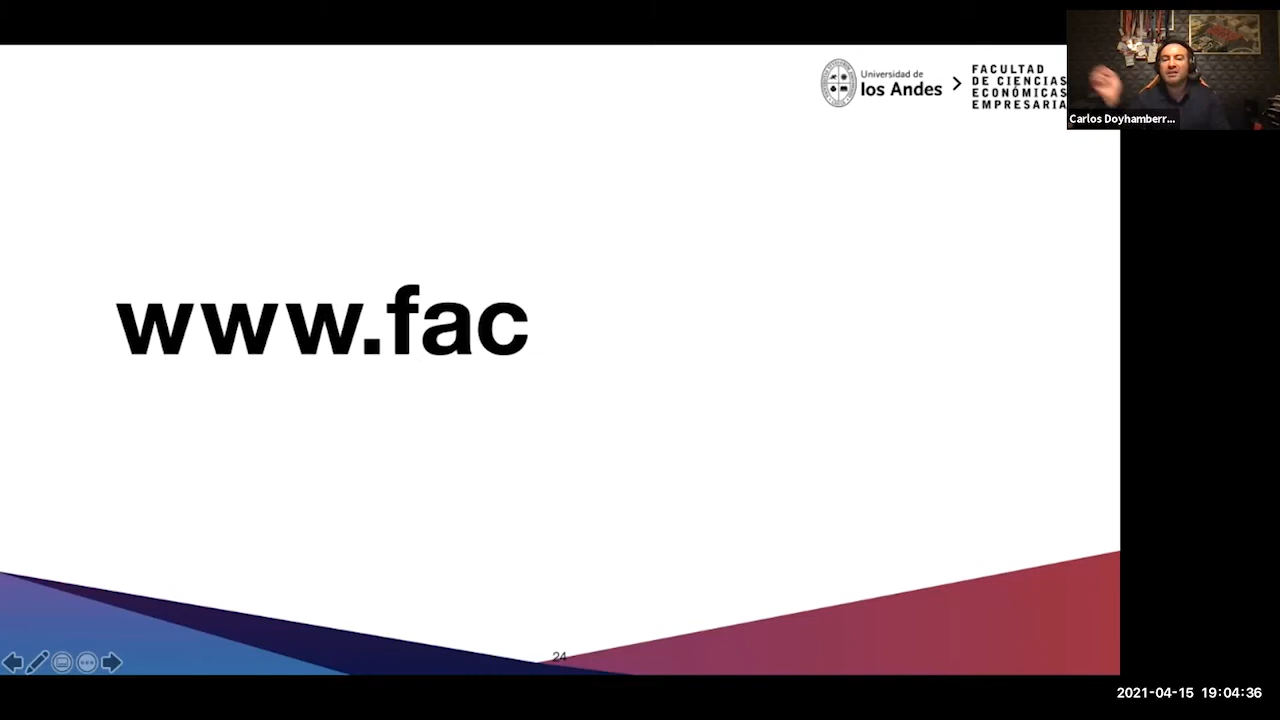 Universidad de
los Andes
FACULTAD
DE CIENCIAS
ECONÓMICAS
EMPRESARIA
Carlos Doyhamberr...
www.fac
24
2021-04-15 19:04:36